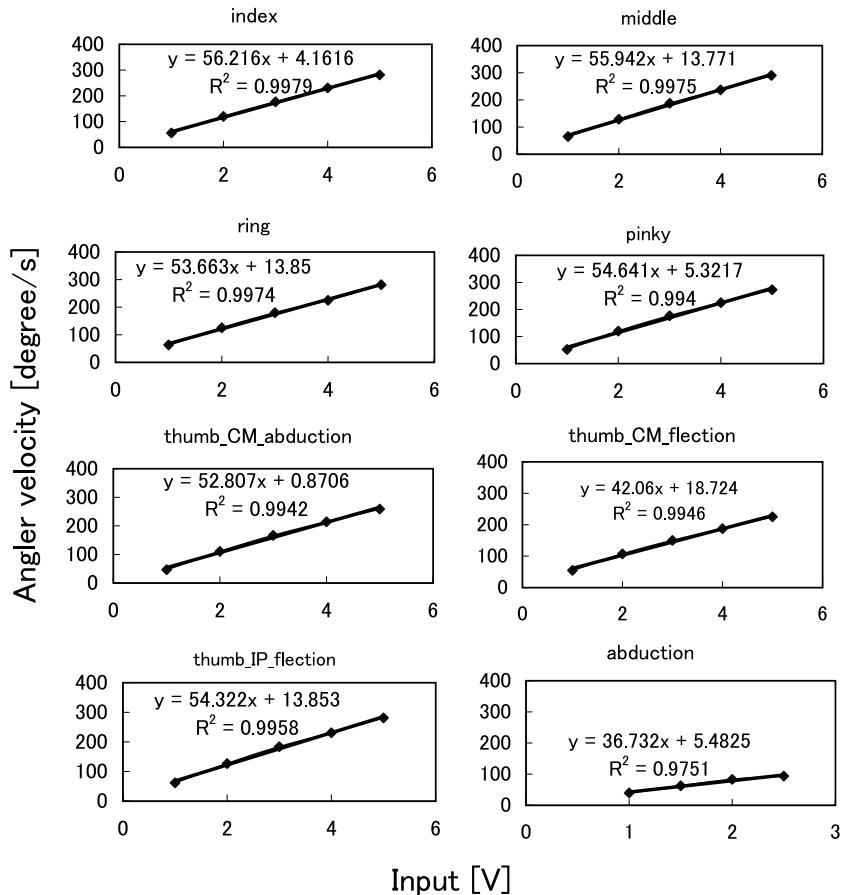 index
400
300
200
100
0
y = 56.216x + 4.1616
R² = 0.9979
0 2 4 6
middle
400
300
200
100
0
y = 55.942x + 13.771
R² = 0.9975
0 2 4 6
ring
400
300
200
100
0
y = 53.663x + 13.85
R² = 0.9974
0 2 4 6
pinky
400
300
200
100
0
y = 54.641x + 5.3217
R² = 0.994
0 2 4 6
thumb_CM_abduction
400
300
200
100
0
y = 52.807x + 0.8706
R² = 0.9942
0 2 4 6
thumb_CM_flection
400
300
200
100
0
y = 42.06x + 18.724
R² = 0.9946
0 2 4 6
thumb_IP_flection
400
300
200
100
0
y = 54.322x + 13.853
R² = 0.9958
0 2 4 6
abduction
400
300
200
100
0
y = 36.732x + 5.4825
R² = 0.9751
0 1 2 3
Angler velocity [degree/s]
Input [V]